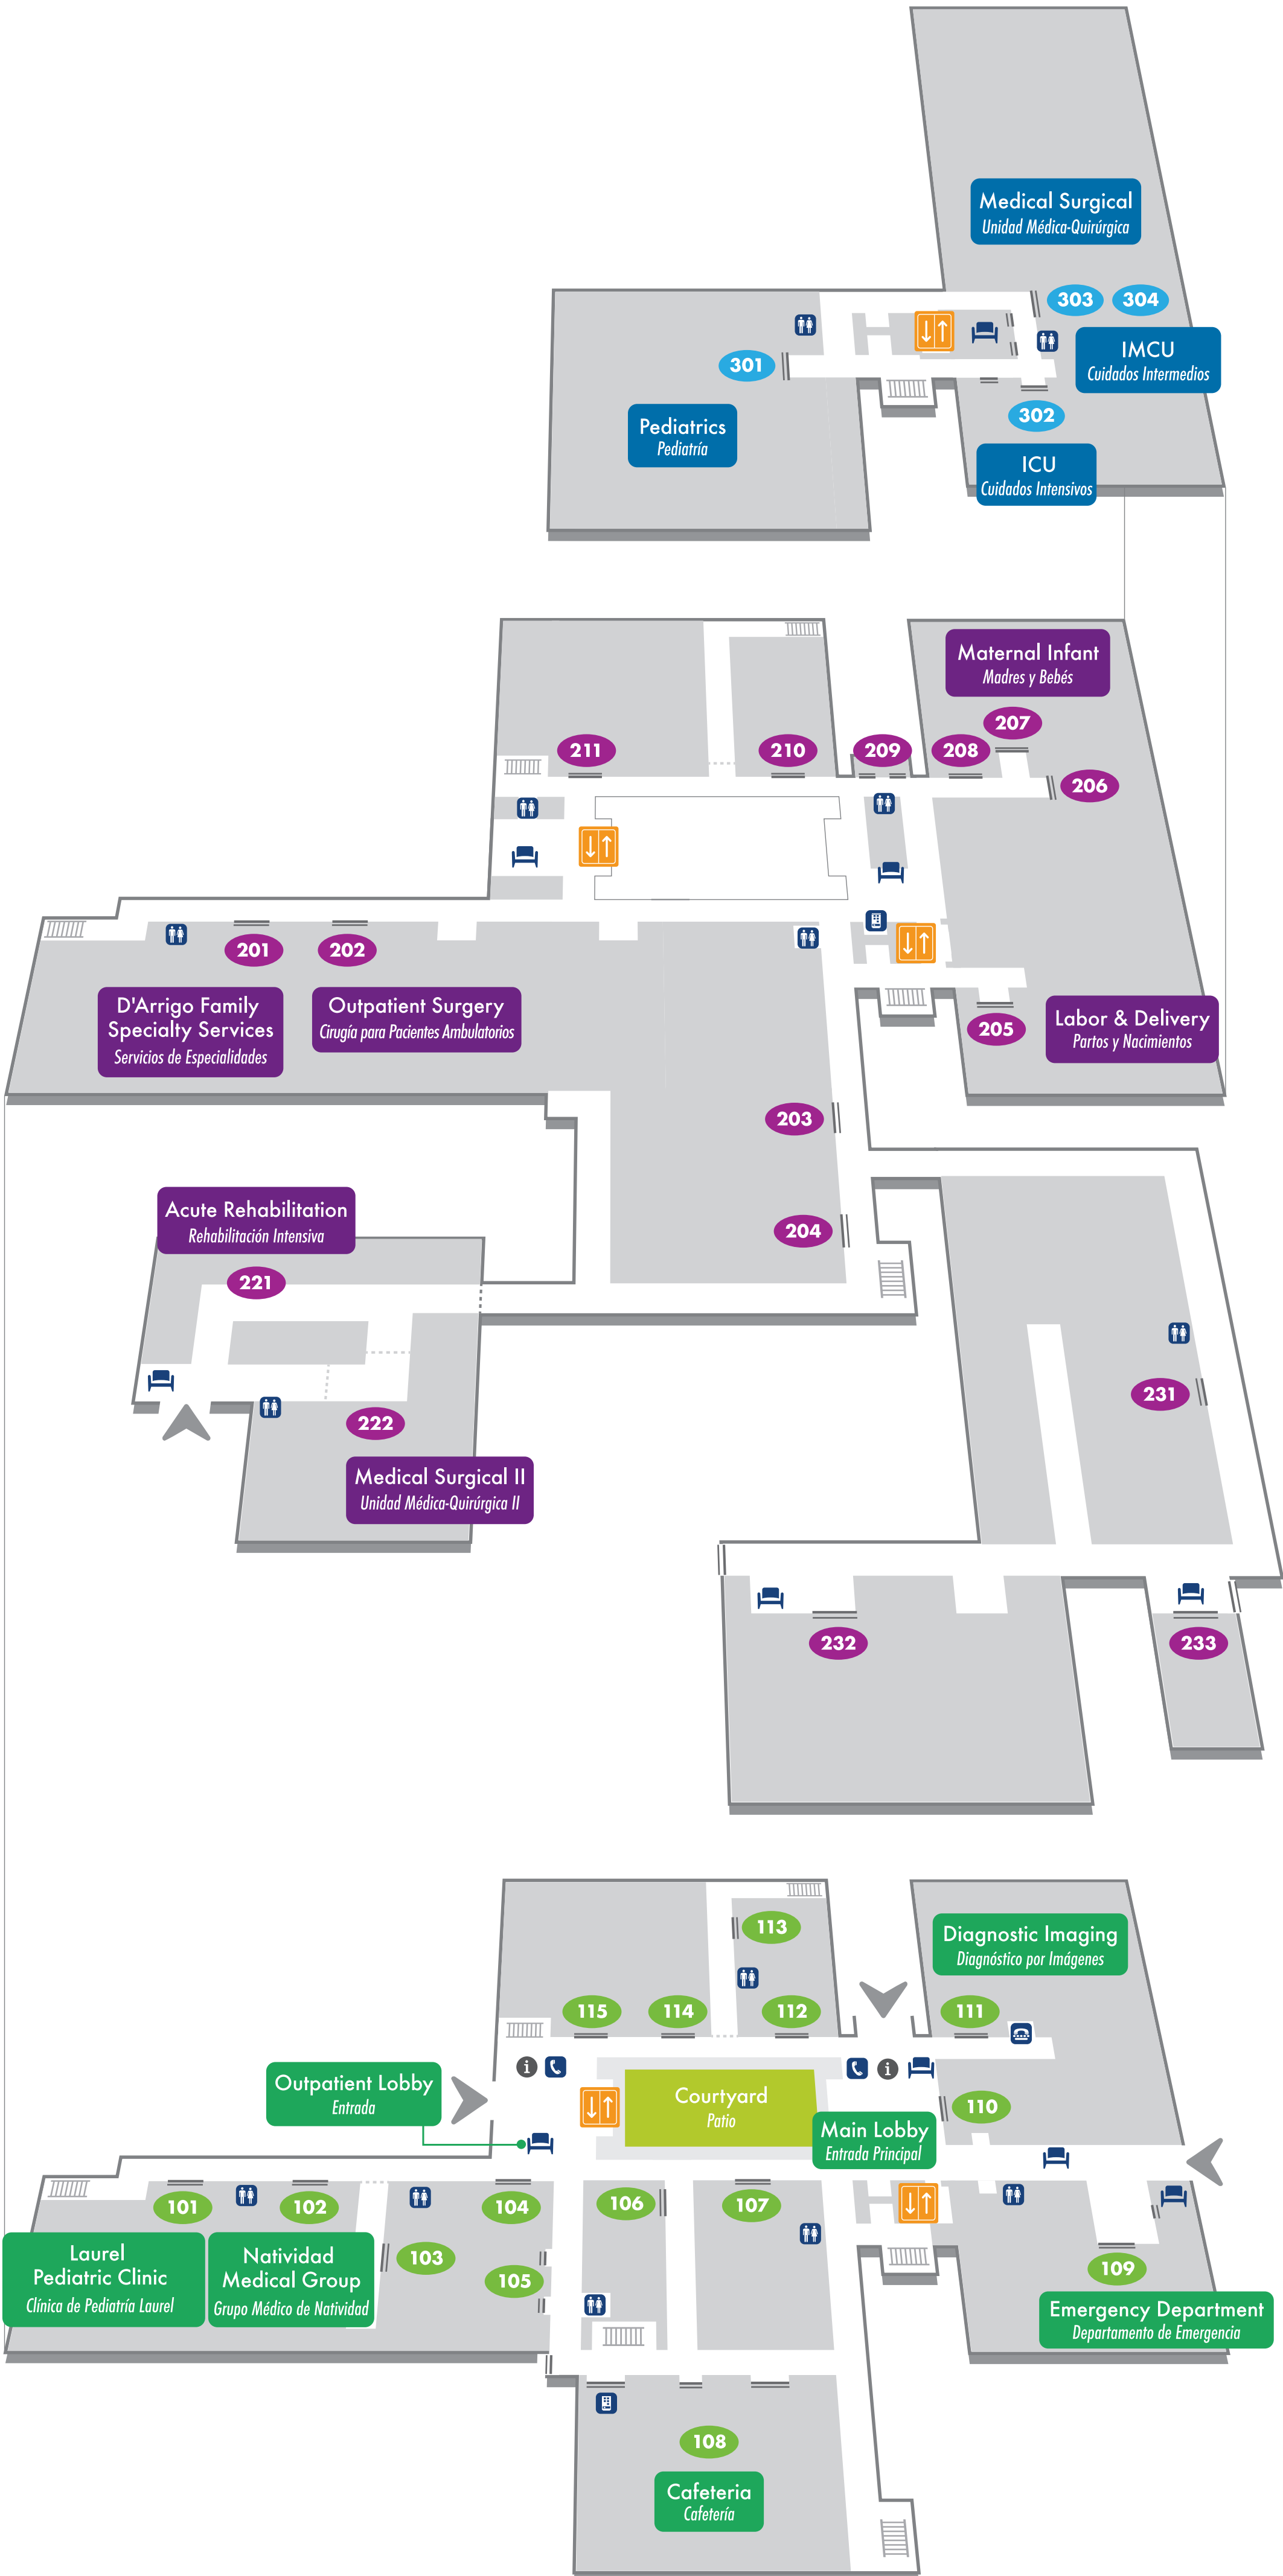 Medical Surgical
Unidad Médica-Quirúrgica
303
304
IMCU
Cuidados Intermedios
301
302
Pediatrics
Pediatría
ICU
Cuidados Intensivos
Maternal Infant
Madres y Bebés
207
211
210
209
208
206
201
202
D'Arrigo Family
Specialty Services
Servicios de Especialidades
Outpatient Surgery
Cirugía para Pacientes Ambulatorios
205
Labor & Delivery
Partos y Nacimientos
203
204
Acute Rehabilitation
Rehabilitación Intensiva
221
222
Medical Surgical II
Unidad Médica-Quirúrgica II
231
232
233
113
Diagnostic Imaging
Diagnóstico por Imágenes
115
114
112
111
i
i
Outpatient Lobby
Entrada
Courtyard
Patio
110
Main Lobby
Entrada Principal
101
102
104
106
107
Laurel
Pediatric Clinic
Clínica de Pediatría Laurel
Natividad
Medical Group
Grupo Médico de Natividad
103
105
109
Emergency Department
Departamento de Emergencia
108
Cafeteria
Cafetería